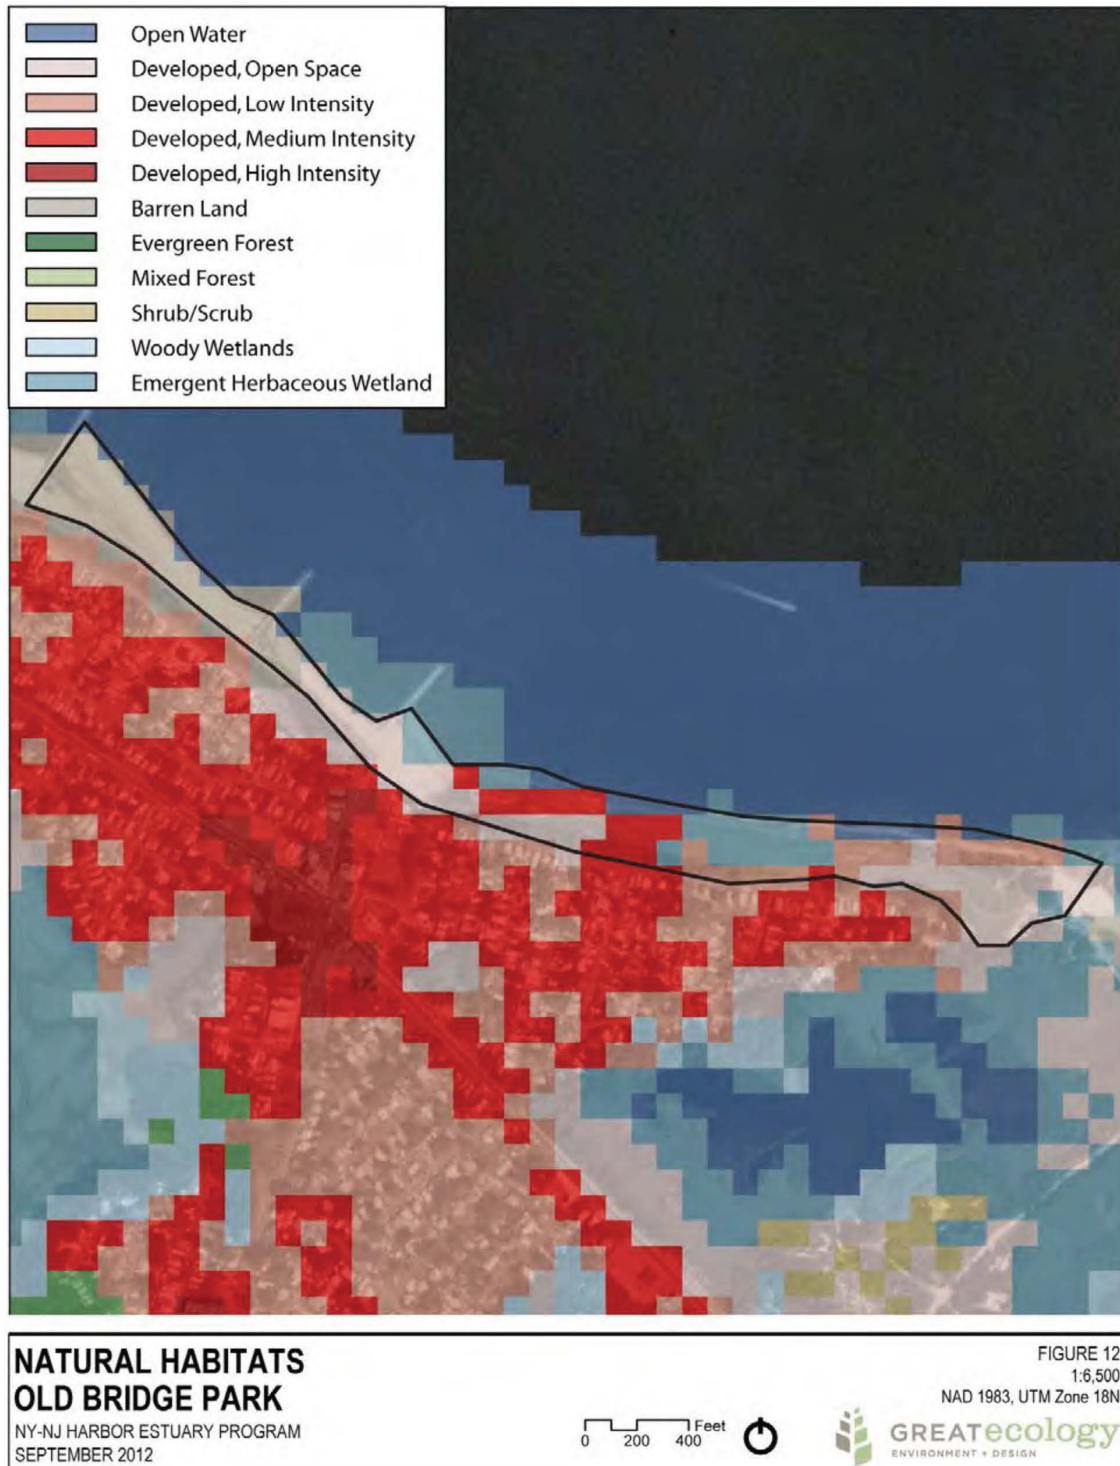 Open Water
Developed, Open Space
Developed, Low Intensity
Developed, Medium Intensity
Developed, High Intensity
Barren Land
Evergreen Forest
Mixed Forest
Shrub/Scrub
Woody Wetlands
Emergent Herbaceous Wetland
NATURAL HABITATS
OLD BRIDGE PARK
NY-NJ HARBOR ESTUARY PROGRAM
SEPTEMBER 2012
Feet
0 200 400
FIGURE 12
1:6,500
NAD 1983, UTM Zone 18N
GREATecology
ENVIRONMENT + DESIGN